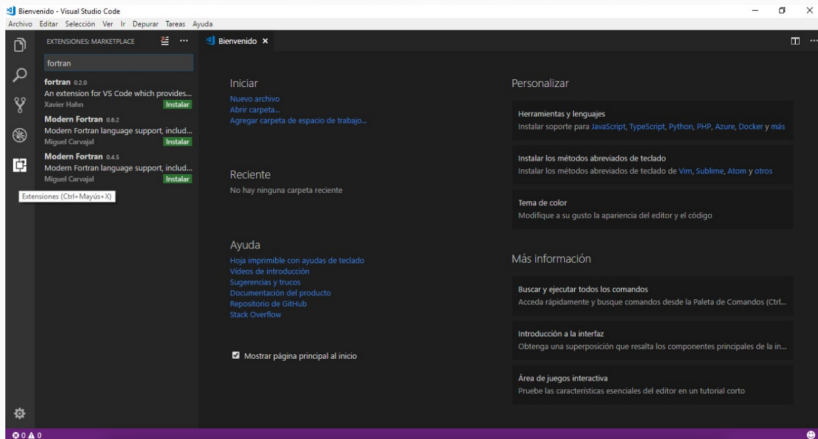 Bienvenido - Visual Studio Code
Archivo Editar Selección Ver Ir Depurar Tareas Ayuda
EXTENSIONES: MARKETPLACE
fortran
fortran 0.2.0
An extension for VS Code which provides...
Xavier Hahn Instalar
Modern Fortran 0.6.2
Modern Fortran language support, includ...
Miguel Carvajal Instalar
Modern Fortran 0.4.5
Modern Fortran language support, includ...
Miguel Carvajal Instalar
Extensiones (Ctrl+Mayús+X)
Bienvenido
Iniciar
Nuevo archivo
Abrir carpeta...
Agregar carpeta de espacio de trabajo...
Reciente
No hay ninguna carpeta reciente
Ayuda
Hoja imprimible con ayudas de teclado
Vídeos de introducción
Sugerencias y trucos
Documentación del producto
Repositorio de GitHub
Stack Overflow
Mostrar página principal al inicio
Personalizar
Herramientas y lenguajes
Instalar soporte para JavaScript, TypeScript, Python, PHP, Azure, Docker y más
Instalar los métodos abreviados de teclado
Instalar los métodos abreviados de teclado de Vim, Sublime, Atom y otros
Tema de color
Modifique a su gusto la apariencia del editor y el código
Más información
Buscar y ejecutar todos los comandos
Acceda rápidamente y busque comandos desde la Paleta de Comandos (Ctrl...
Introducción a la interfaz
Obtenga una superposición que resalta los componentes principales de la in...
Área de juegos interactiva
Pruebe las características esenciales del editor en un tutorial corto
0 0